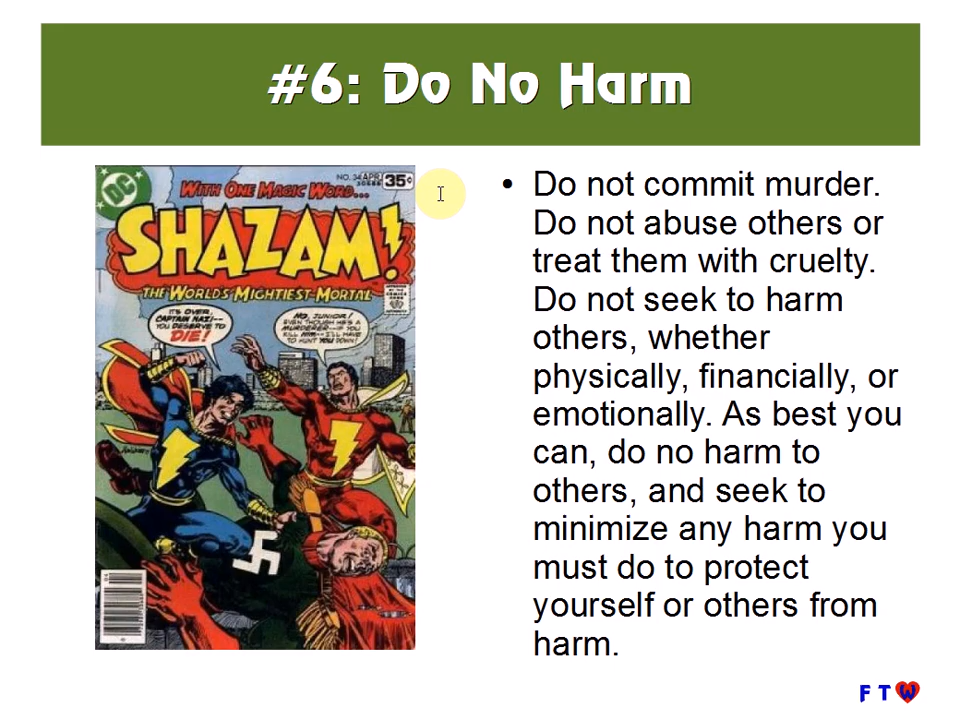 #6: Do No Harm
DC
WITH ONE MAGIC WORD...
NO. 34 APR.
30688
35¢
SHAZAM!
THE WORLD'S MIGHTIEST MORTAL
IT'S OVER,
CAPTAIN NAZI--
YOU DESERVE TO
DIE!
NO, JUNIOR!
EVEN THOUGH HE'S A
MURDERER--IF YOU
KILL HIM--I'LL HAVE
TO HUNT YOU DOWN!
• Do not commit murder.
Do not abuse others or
treat them with cruelty.
Do not seek to harm
others, whether
physically, financially, or
emotionally. As best you
can, do no harm to
others, and seek to
minimize any harm you
must do to protect
yourself or others from
harm.
F T W